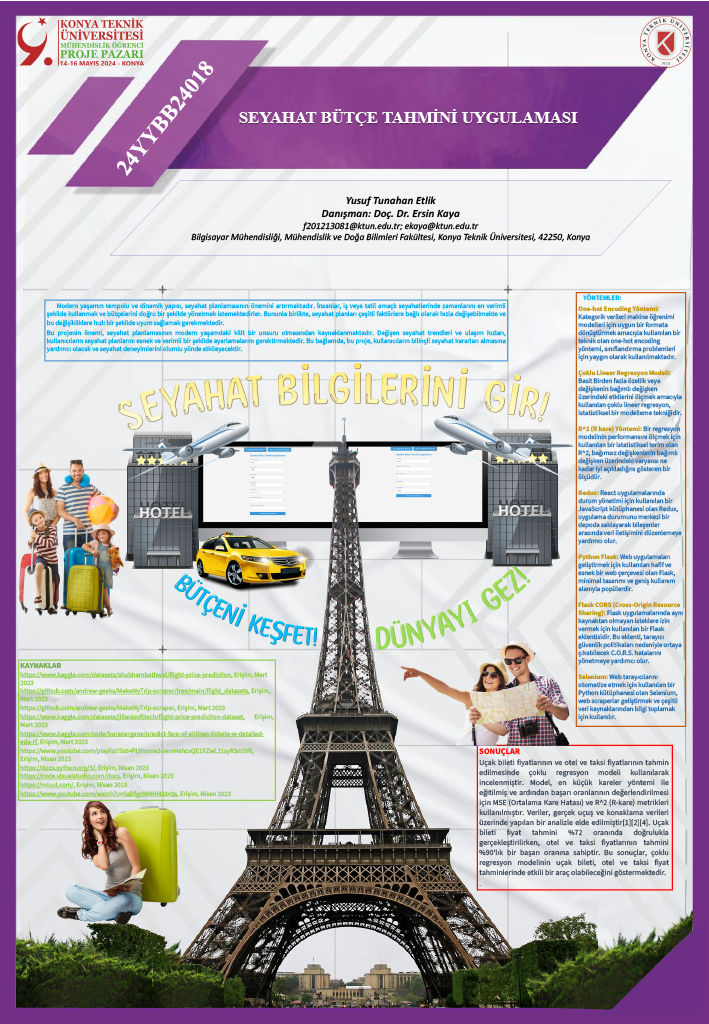 KONYA TEKNİK
ÜNİVERSİTESİ
MÜHENDİSLİK ÖĞRENCİ
PROJE PAZARI
14-16 MAYIS 2024 - KONYA
9.
KONYA TEKNİK ÜNİVERSİTESİ
1970
24YYBB24018
SEYAHAT BÜTÇE TAHMİNİ UYGULAMASI
Yusuf Tunahan Etlik
Danışman: Doç. Dr. Ersin Kaya
f201213081@ktun.edu.tr; ekaya@ktun.edu.tr
Bilgisayar Mühendisliği, Mühendislik ve Doğa Bilimleri Fakültesi, Konya Teknik Üniversitesi, 42250, Konya
Modern yaşamın tempolu ve dinamik yapısı, seyahat planlamasının önemini artırmaktadır. İnsanlar, iş veya tatil amaçlı seyahatlerinde zamanlarını en verimli
şekilde kullanmak ve bütçelerini doğru bir şekilde yönetmek istemektedirler. Bununla birlikte, seyahat planları çeşitli faktörlere bağlı olarak hızla değişebilmekte ve
bu değişikliklere hızlı bir şekilde uyum sağlamak gerekmektedir.
Bu projenin önemi, seyahat planlamasının modern yaşamdaki kilit bir unsuru olmasından kaynaklanmaktadır. Değişen seyahat trendleri ve ulaşım hızları,
kullanıcıların seyahat planlarını esnek ve verimli bir şekilde ayarlamalarını gerektirmektedir. Bu bağlamda, bu proje, kullanıcıların bilinçli seyahat kararları almasına
yardımcı olacak ve seyahat deneyimlerini olumlu yönde etkileyecektir.
SEYAHAT BİLGİLERİNİ GİR!
HOTEL
HOTEL
BÜTÇENİ KEŞFET!
DÜNYAYI GEZ!
YÖNTEMLER:
One-hot Encoding Yöntemi:
Kategorik verileri makine öğrenimi
modelleri için uygun bir formata
dönüştürmek amacıyla kullanılan bir
teknik olan one-hot encoding
yöntemi, sınıflandırma problemleri
için yaygın olarak kullanılmaktadır.
Çoklu Lineer Regresyon Modeli:
Basit Birden fazla özellik veya
değişkenin bağımlı değişken
üzerindeki etkilerini ölçmek amacıyla
kullanılan çoklu lineer regresyon,
istatistiksel bir modelleme tekniğidir.
R^2 (R kare) Yöntemi: Bir regresyon
modelinin performansını ölçmek için
kullanılan bir istatistiksel terim olan
R^2, bağımsız değişkenlerin bağımlı
değişken üzerindeki varyansı ne
kadar iyi açıkladığını gösteren bir
ölçüdür.
Redux: React uygulamalarında
durum yönetimi için kullanılan bir
JavaScript kütüphanesi olan Redux,
uygulama durumunu merkezi bir
depoda saklayarak bileşenler
arasında veri iletişimini düzenlemeye
yardımcı olur.
Python Flask: Web uygulamaları
geliştirmek için kullanılan hafif ve
esnek bir web çerçevesi olan Flask,
minimal tasarımı ve geniş kullanım
alanıyla popülerdir.
Flask CORS (Cross-Origin Resource
Sharing): Flask uygulamalarında aynı
kaynaktan olmayan isteklere izin
vermek için kullanılan bir Flask
eklentisidir. Bu eklenti, tarayıcı
güvenlik politikaları nedeniyle ortaya
çıkabilecek C.O.R.S. hatalarını
yönetmeye yardımcı olur.
Selenium: Web tarayıcılarını
otomatize etmek için kullanılan bir
Python kütüphanesi olan Selenium,
web scraperlar geliştirmek ve çeşitli
veri kaynaklarından bilgi toplamak
için kullanılır.
KAYNAKLAR
https://www.kaggle.com/datasets/shubhambathwal/flight-price-prediction, Erişim, Mart
2023
https://github.com/andrew-geeks/MakeMyTrip-scraper/tree/main/flight_datasets, Erişim,
Mart 2023
https://github.com/andrew-geeks/MakeMyTrip-scraper, Erişim, Mart 2023
https://www.kaggle.com/datasets/jillanisofttech/flight-price-prediction-dataset, Erişim,
Mart 2023
https://www.kaggle.com/code/burakergene/predict-fare-of-airlines-tickets-w-detailed-
Erişim, Mart 2023
Erişim, Nisan 2023
https://docs.python.org/3/, Erişim, Nisan 2023
https://code.visualstudio.com/docs, Erişim, Nisan 2023
Erişim, Nisan 2023
Erişim, Nisan 2023
SONUÇLAR
Uçak bileti fiyatlarının ve otel ve taksi fiyatlarının tahmin
edilmesinde çoklu regresyon modeli kullanılarak
incelenmiştir. Model, en küçük kareler yöntemi ile
eğitilmiş ve ardından başarı oranlarının değerlendirilmesi
için MSE (Ortalama Kare Hatası) ve R^2 (R-kare) metrikleri
kullanılmıştır. Veriler, gerçek uçuş ve konaklama verileri
üzerinde yapılan bir analizle elde edilmiştir[1][2][4]. Uçak
bileti fiyat tahmini %72 oranında doğrulukla
gerçekleştirilirken, otel ve taksi fiyatlarının tahmini
%90'lık bir başarı oranına sahiptir. Bu sonuçlar, çoklu
regresyon modelinin uçak bileti, otel ve taksi fiyat
tahminlerinde etkili bir araç olabileceğini göstermektedir.
.